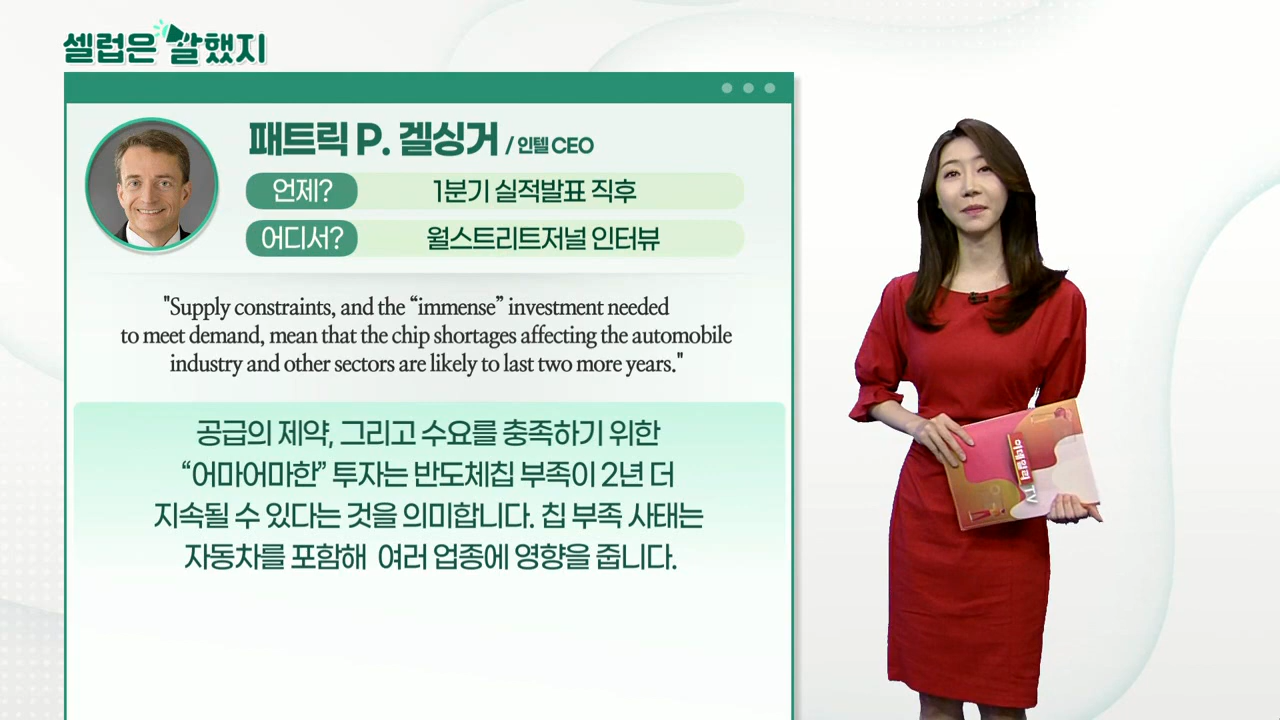 셀럽은 말했지
패트릭 P. 겔싱거 / 인텔 CEO
언제? 1분기 실적발표 직후
어디서? 월스트리트저널 인터뷰
"Supply constraints, and the “immense” investment needed
to meet demand, mean that the chip shortages affecting the automobile
industry and other sectors are likely to last two more years."
공급의 제약, 그리고 수요를 충족하기 위한
“어마어마한” 투자는 반도체칩 부족이 2년 더
지속될 수 있다는 것을 의미합니다. 칩 부족 사태는
자동차를 포함해 여러 업종에 영향을 줍니다.
이데일리 TV